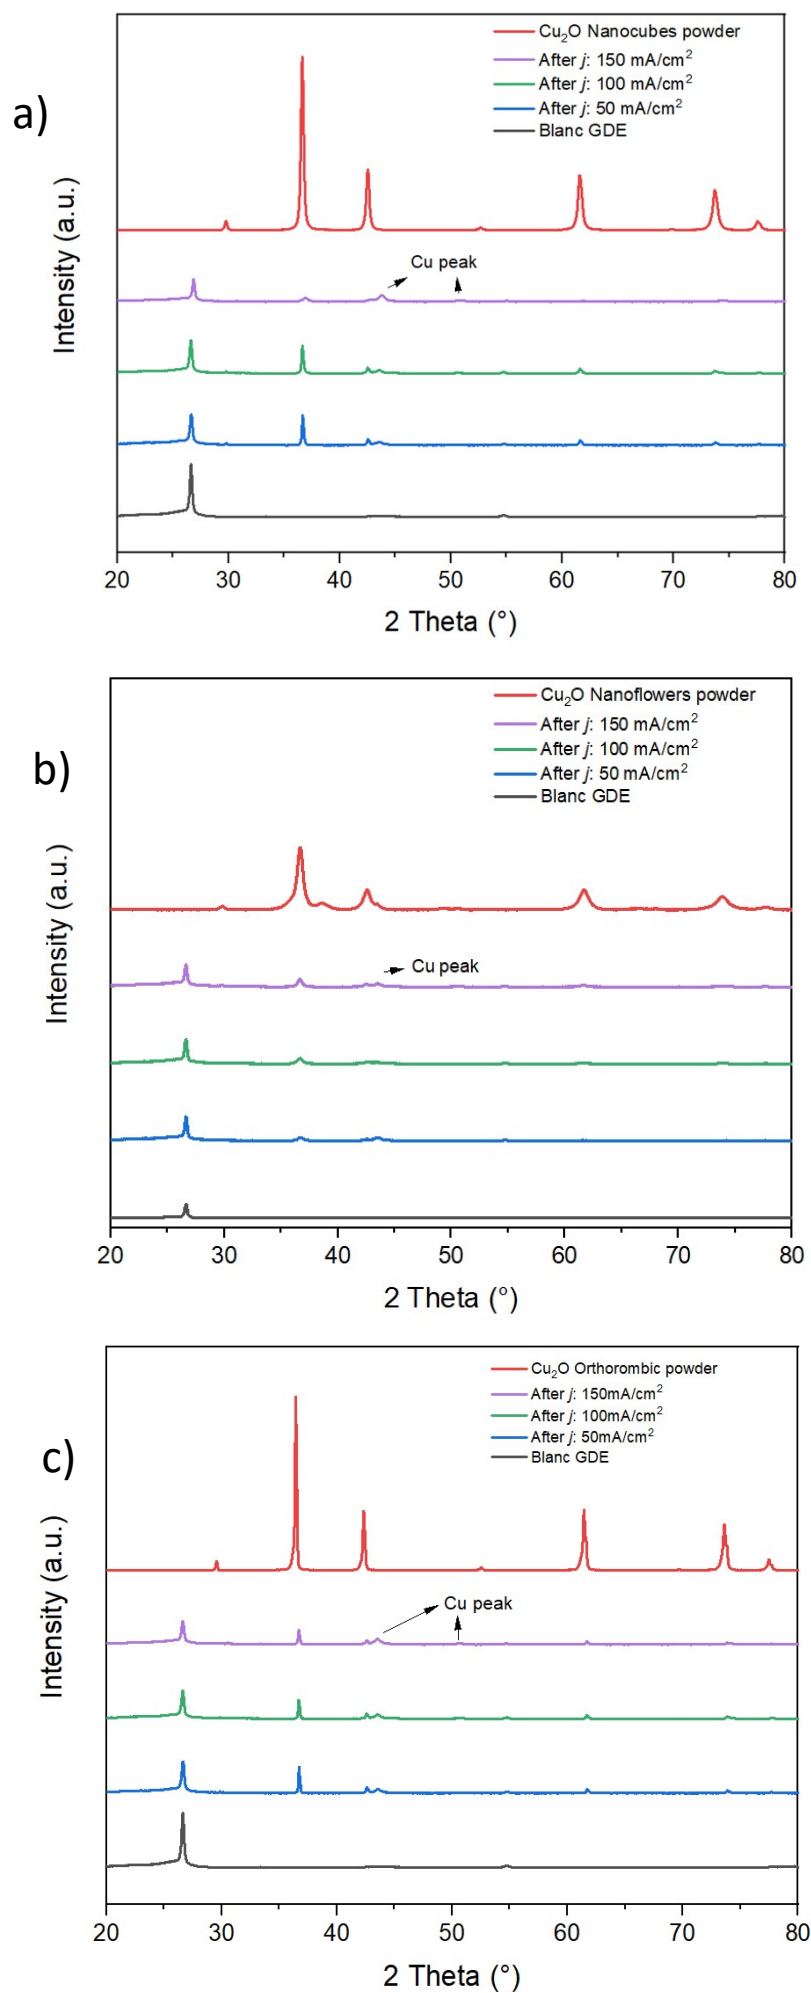 a)
Cu₂O Nanocubes powder
After j: 150 mA/cm²
After j: 100 mA/cm²
After j: 50 mA/cm²
Blanc GDE
Cu peak
Intensity (a.u.)
20 30 40 50 60 70 80
2 Theta (°)
b)
Cu₂O Nanoflowers powder
After j: 150 mA/cm²
After j: 100 mA/cm²
After j: 50 mA/cm²
Blanc GDE
Cu peak
Intensity (a.u.)
20 30 40 50 60 70 80
2 Theta (°)
c)
Cu₂O Orthorombic powder
After j: 150mA/cm²
After j: 100mA/cm²
After j: 50mA/cm²
Blanc GDE
Cu peak
Intensity (a.u.)
20 30 40 50 60 70 80
2 Theta (°)